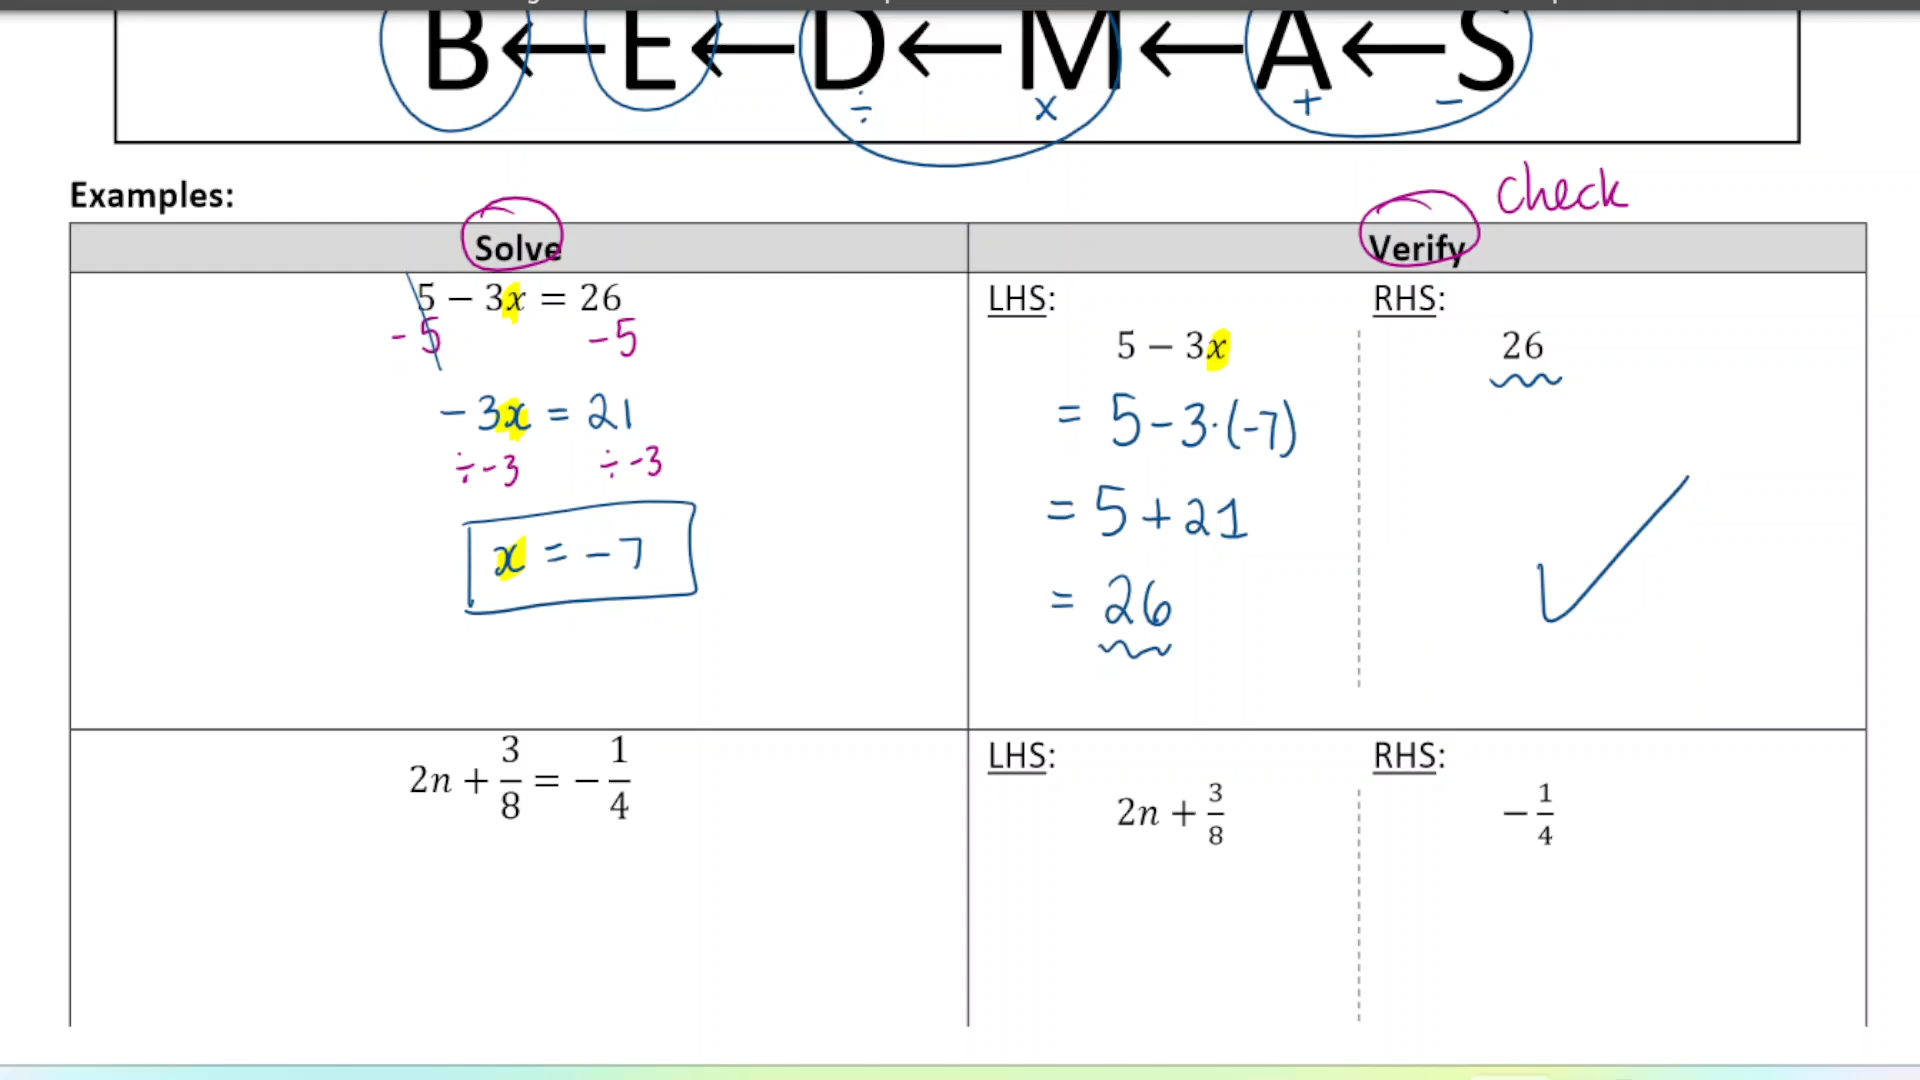 B ← E ← D ← M ← A ← S
÷ x + −
Check
Examples:
Solve
Verify
5 − 3x = 26
- 5 - 5
- 3x = 21
÷ -3 ÷ -3
x = - 7
LHS:
RHS:
5 − 3x
26
= 5 - 3 · (-7)
= 5 + 21
= 26
✓
2n + 3/8 = − 1/4
LHS:
RHS:
2n + 3/8
− 1/4